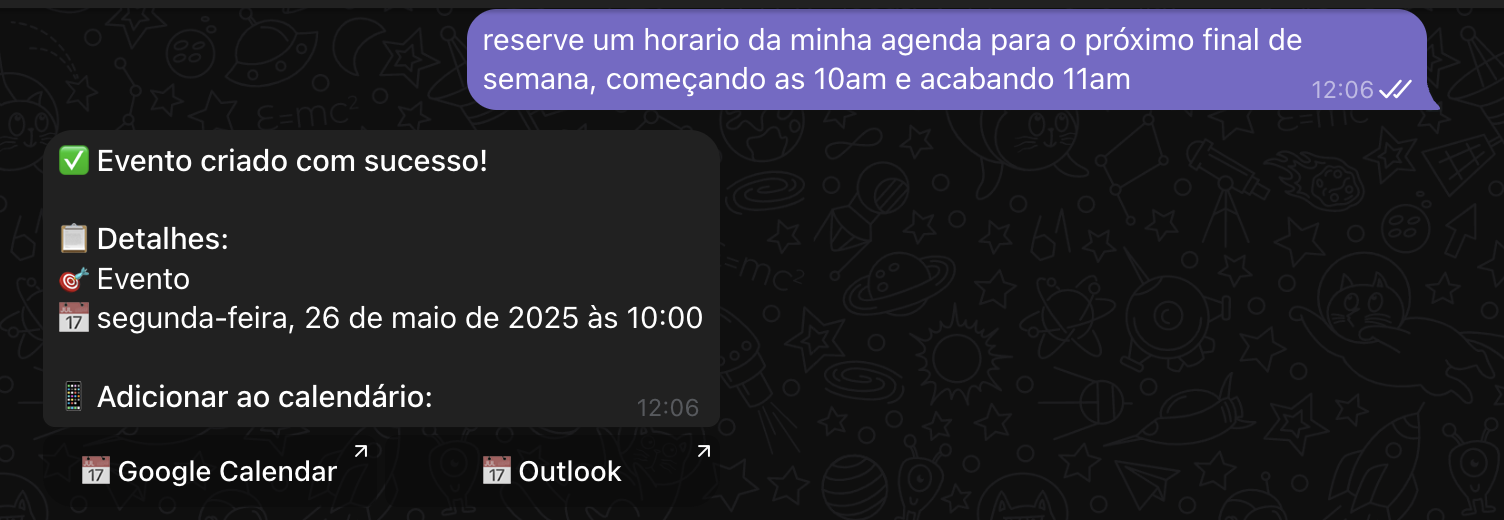 reserve um horario da minha agenda para o próximo final de
semana, começando as 10am e acabando 11am
12:06
✅ Evento criado com sucesso!
📋 Detalhes:
🎯 Evento
📅 segunda-feira, 26 de maio de 2025 às 10:00
📱 Adicionar ao calendário:
12:06
📅 Google Calendar
📅 Outlook